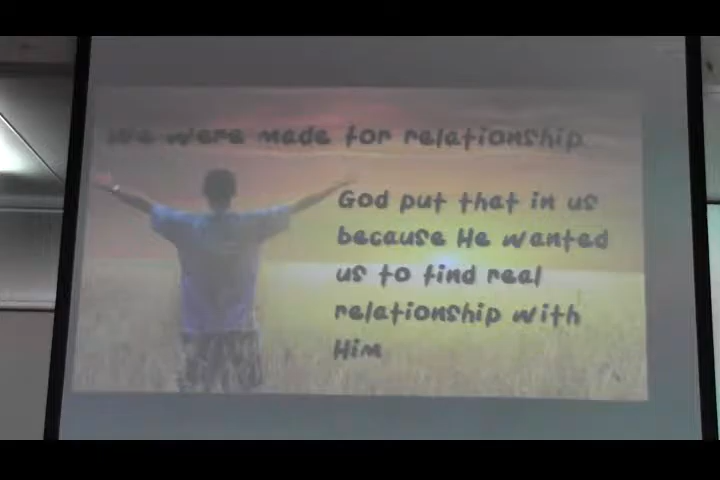 We were made for relationship
God put that in us
because He wanted
us to find real
relationship with
Him